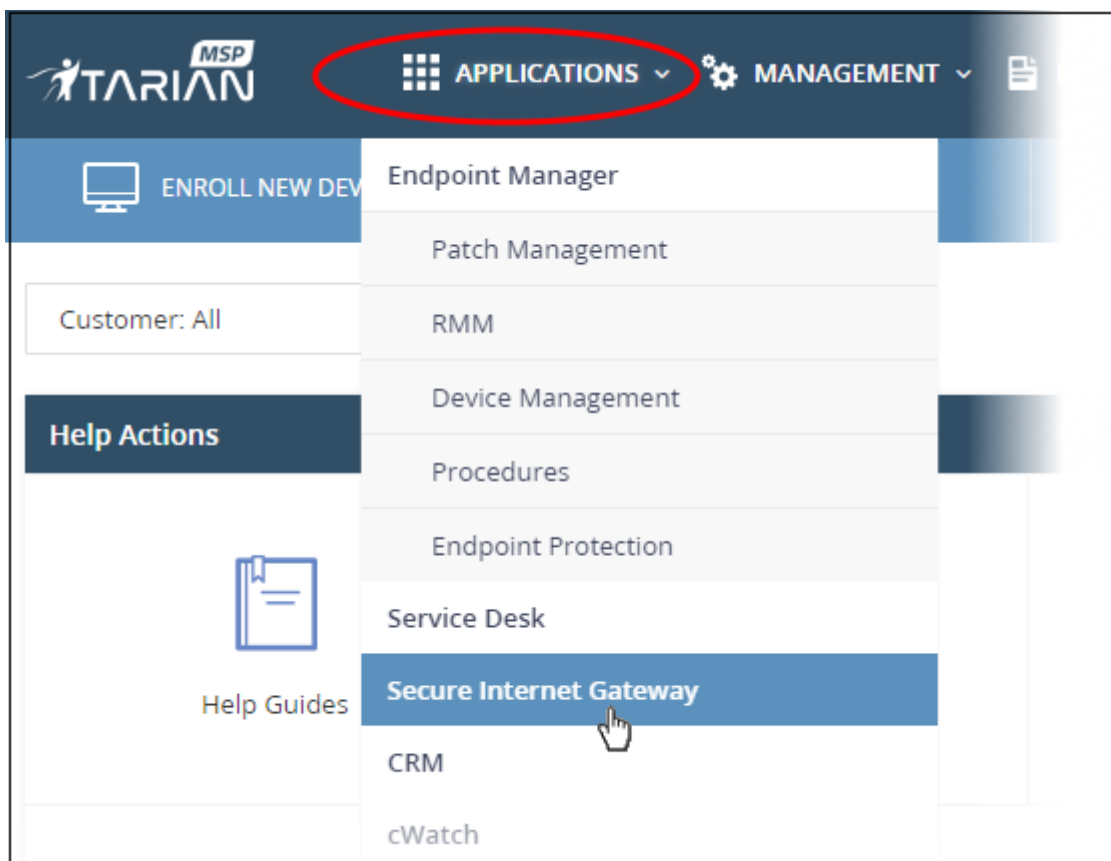 ITARIAN MSP
APPLICATIONS
MANAGEMENT
ENROLL NEW DEV
Endpoint Manager
Patch Management
Customer: All
RMM
Device Management
Help Actions
Procedures
Endpoint Protection
Service Desk
Secure Internet Gateway
Help Guides
CRM
cWatch